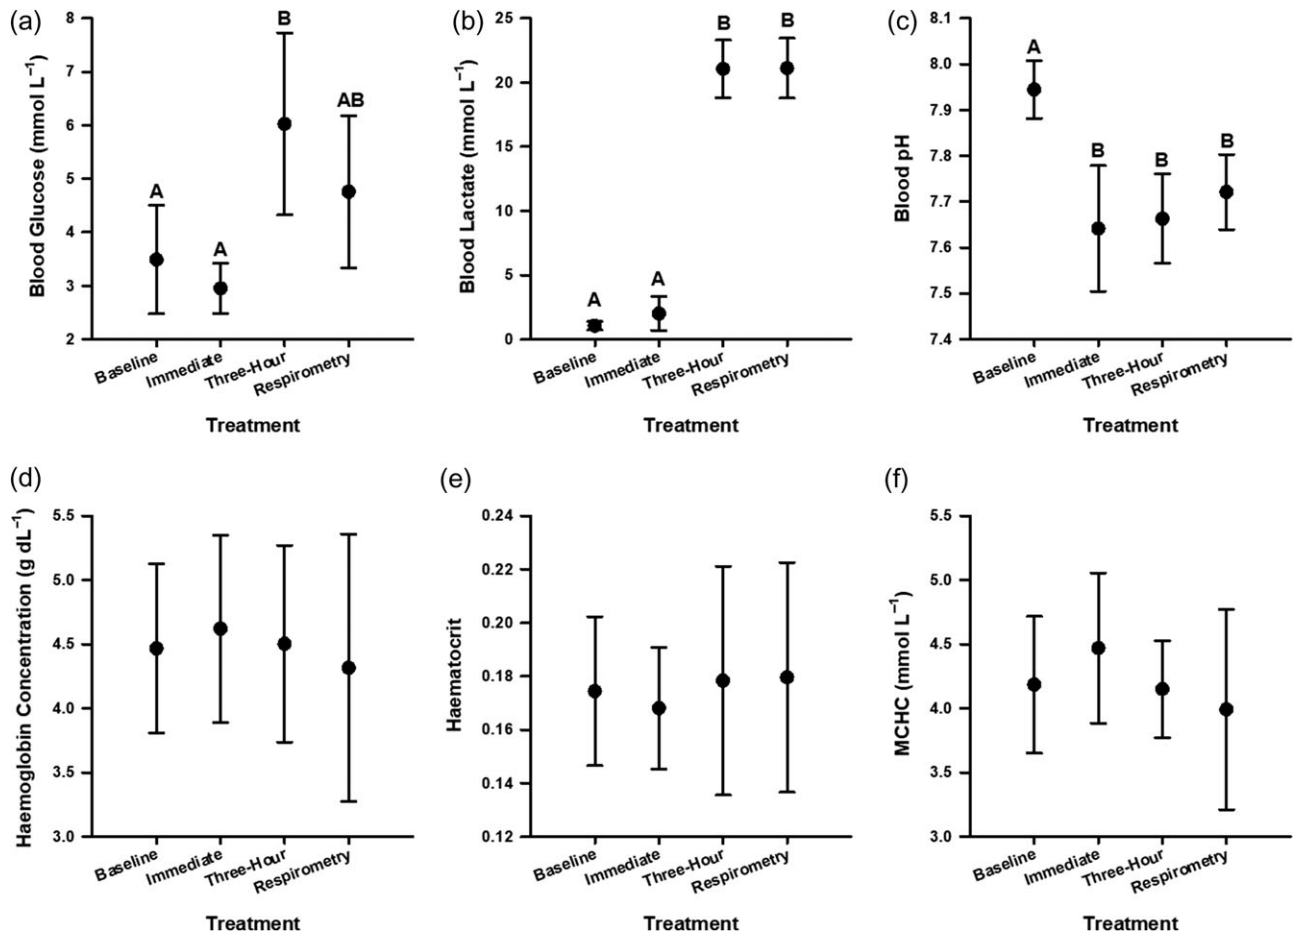 (a)
Blood Glucose (mmol L⁻¹)
8
7
6
5
4
3
2
A
A
B
AB
Baseline
Immediate
Three-Hour
Respirometry
Treatment
(b)
Blood Lactate (mmol L⁻¹)
25
20
15
10
5
0
A
A
B
B
Baseline
Immediate
Three-Hour
Respirometry
Treatment
(c)
Blood pH
8.1
8.0
7.9
7.8
7.7
7.6
7.5
7.4
A
B
B
B
Baseline
Immediate
Three-Hour
Respirometry
Treatment
(d)
Haemoglobin Concentration (g dL⁻¹)
5.5
5.0
4.5
4.0
3.5
3.0
Baseline
Immediate
Three-Hour
Respirometry
Treatment
(e)
Haematocrit
0.24
0.22
0.20
0.18
0.16
0.14
0.12
Baseline
Immediate
Three-Hour
Respirometry
Treatment
(f)
MCHC (mmol L⁻¹)
5.5
5.0
4.5
4.0
3.5
3.0
Baseline
Immediate
Three-Hour
Respirometry
Treatment